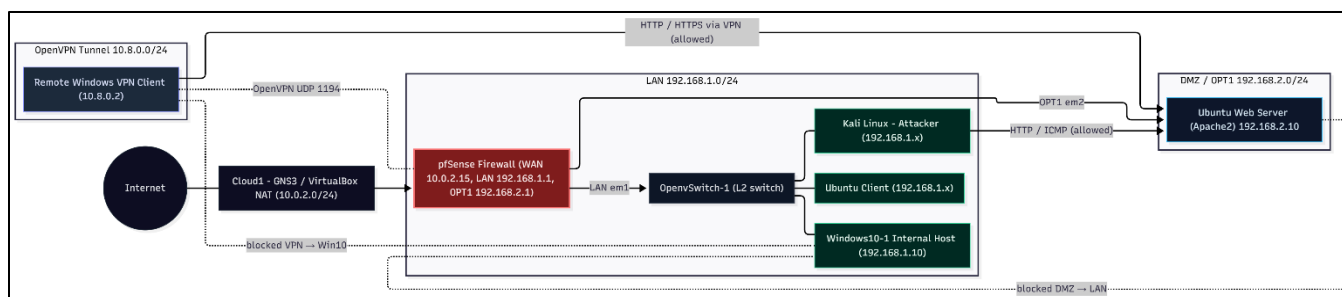 HTTP / HTTPS via VPN
(allowed)
OpenVPN Tunnel 10.8.0.0/24
Remote Windows VPN Client
(10.8.0.2)
OpenVPN UDP 1194
LAN 192.168.1.0/24
DMZ / OPT1 192.168.2.0/24
OPT1 em2
Ubuntu Web Server
(Apache2) 192.168.2.10
Kali Linux - Attacker
(192.168.1.x)
HTTP / ICMP (allowed)
Internet
Cloud1 - GNS3 / VirtualBox
NAT (10.0.2.0/24)
pfSense Firewall (WAN
10.0.2.15, LAN 192.168.1.1,
OPT1 192.168.2.1)
LAN em1
OpenvSwitch-1 (L2 switch)
Ubuntu Client (192.168.1.x)
Windows10-1 Internal Host
(192.168.1.10)
blocked VPN → Win10
blocked DMZ → LAN